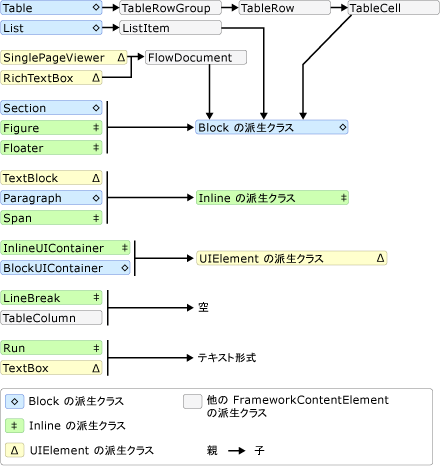 Table ◇ TableRowGroup TableRow TableCell
List ◇ ListItem
SinglePageViewer Δ FlowDocument
RichTextBox Δ
Section ◇
Figure ‡ Block の派生クラス ◇
Floater ‡
TextBlock Δ
Paragraph ◇ Inline の派生クラス ‡
Span ‡
InlineUIContainer ‡
UIElement の派生クラス Δ
BlockUIContainer ◇
LineBreak ‡
空
TableColumn
Run ‡
テキスト形式
TextBox Δ
◇ Block の派生クラス
他の FrameworkContentElement
の派生クラス
‡ Inline の派生クラス
Δ UIElement の派生クラス
親 子